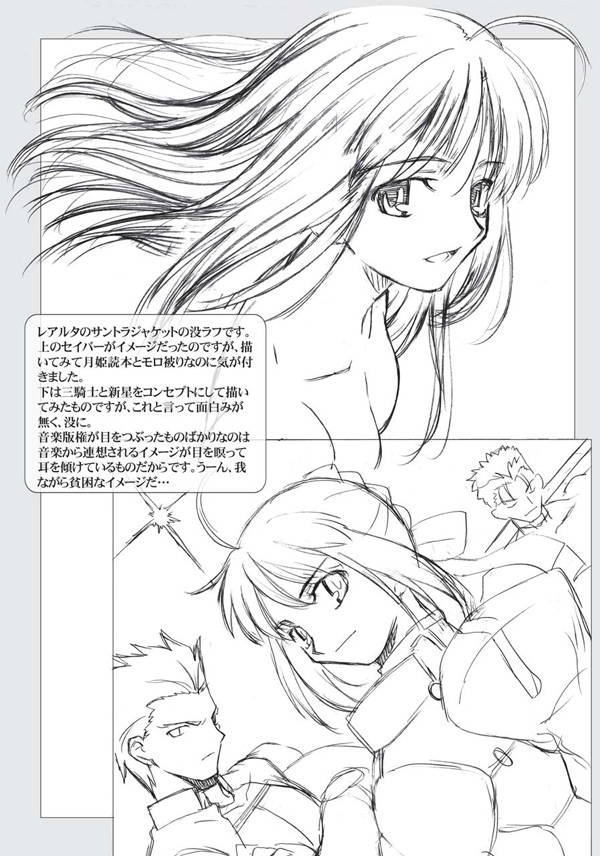 レアルタのサントラジャケットの没ラフです。
上のセイバーがイメージだったのですが、描
いてみて月姫読本とモロ被りなのに気が付
きました。
下は三騎士と新星をコンセプトにして描い
てみたものですが、これと言って面白みが
無く、没に。
音楽版権が目をつぶったものばかりなのは
音楽から連想されるイメージが目を瞑って
耳を傾けているものだからです。うーん、我
ながら貧困なイメージだ…